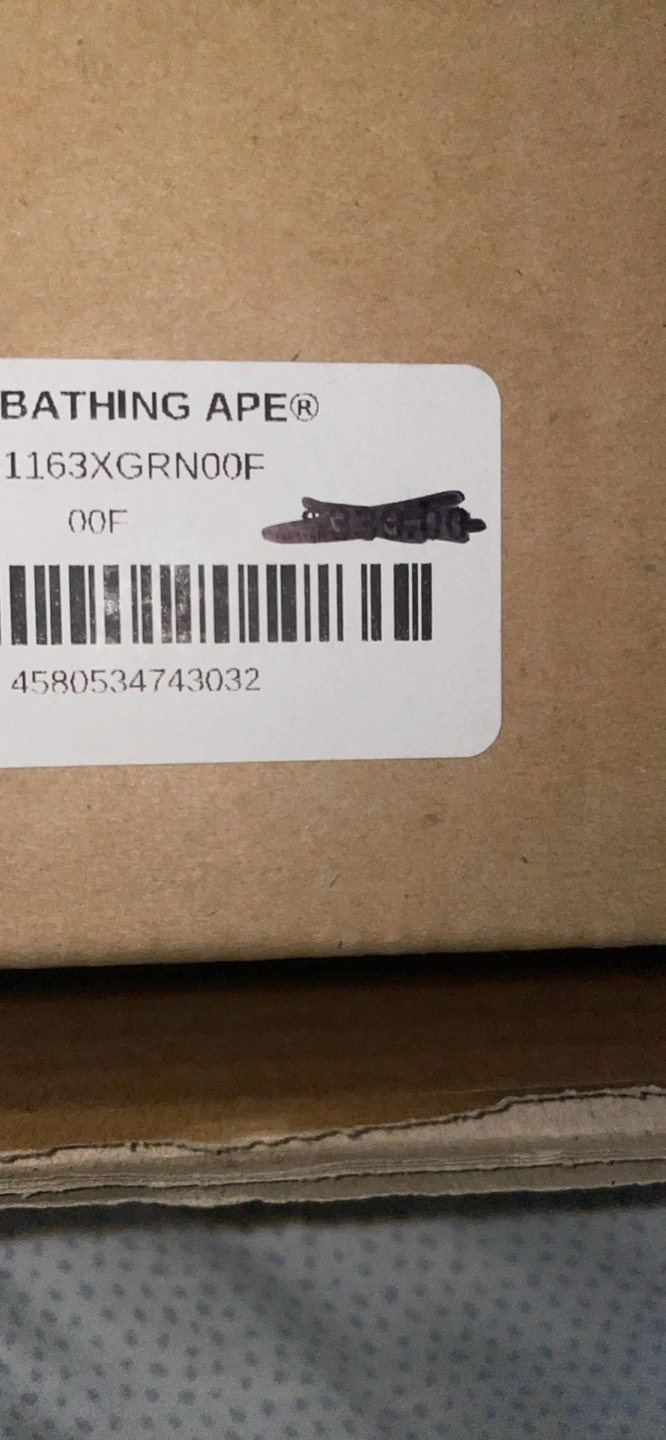 BATHING APE®
1163XGRN00F
00F
4580534743032